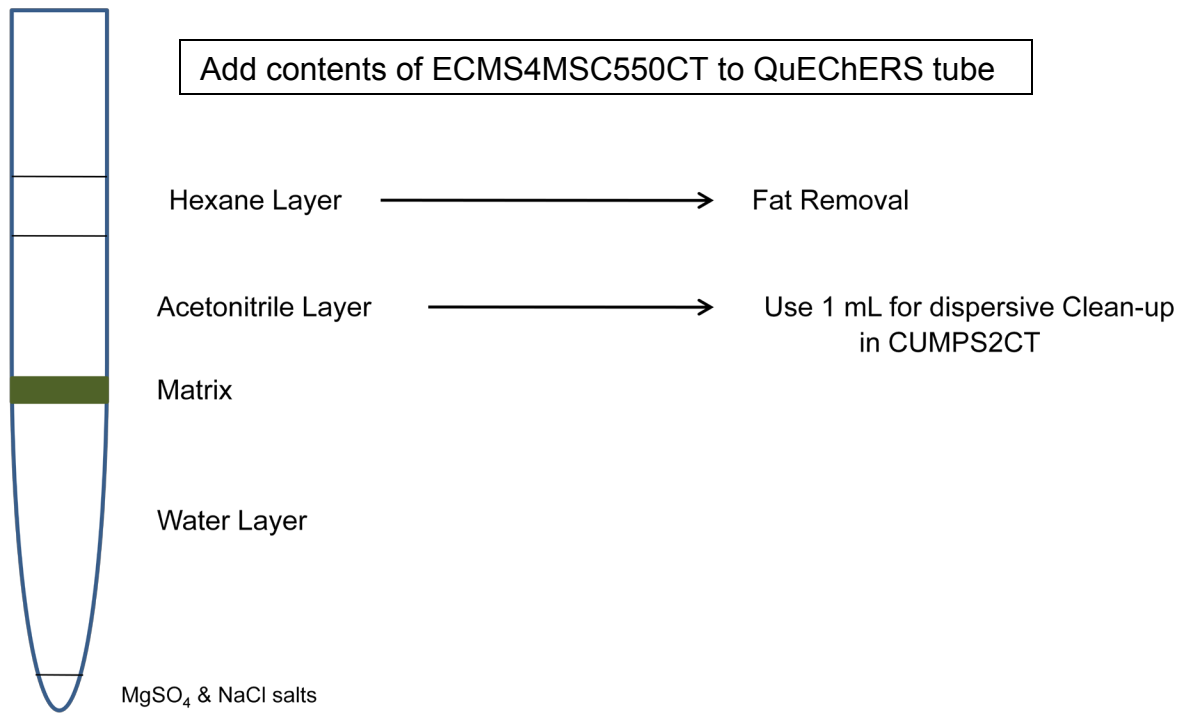 Add contents of ECMS4MSC550CT to QuEChERS tube
Hexane Layer
Fat Removal
Acetonitrile Layer
Use 1 mL for dispersive Clean-up
in CUMPS2CT
Matrix
Water Layer
MgSO₄ & NaCl salts